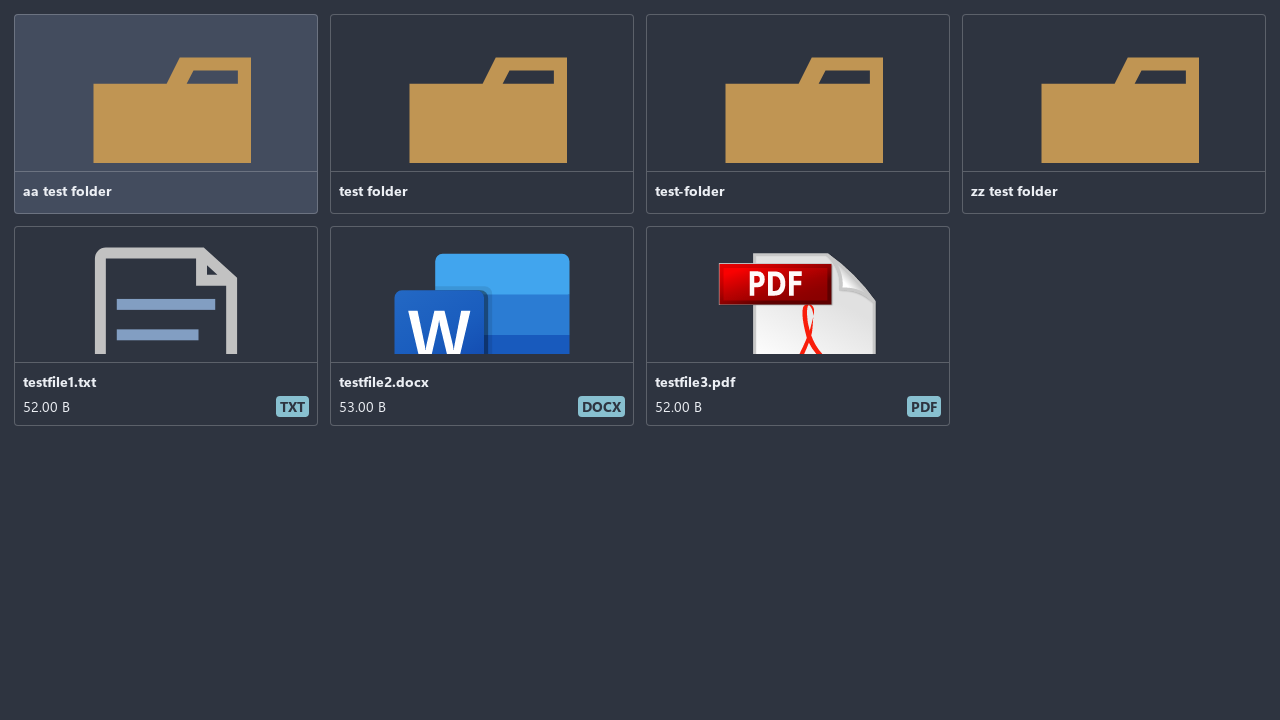 aa test folder
test folder
test-folder
zz test folder
W
PDF
testfile1.txt
52.00 B
TXT
testfile2.docx
53.00 B
DOCX
testfile3.pdf
52.00 B
PDF